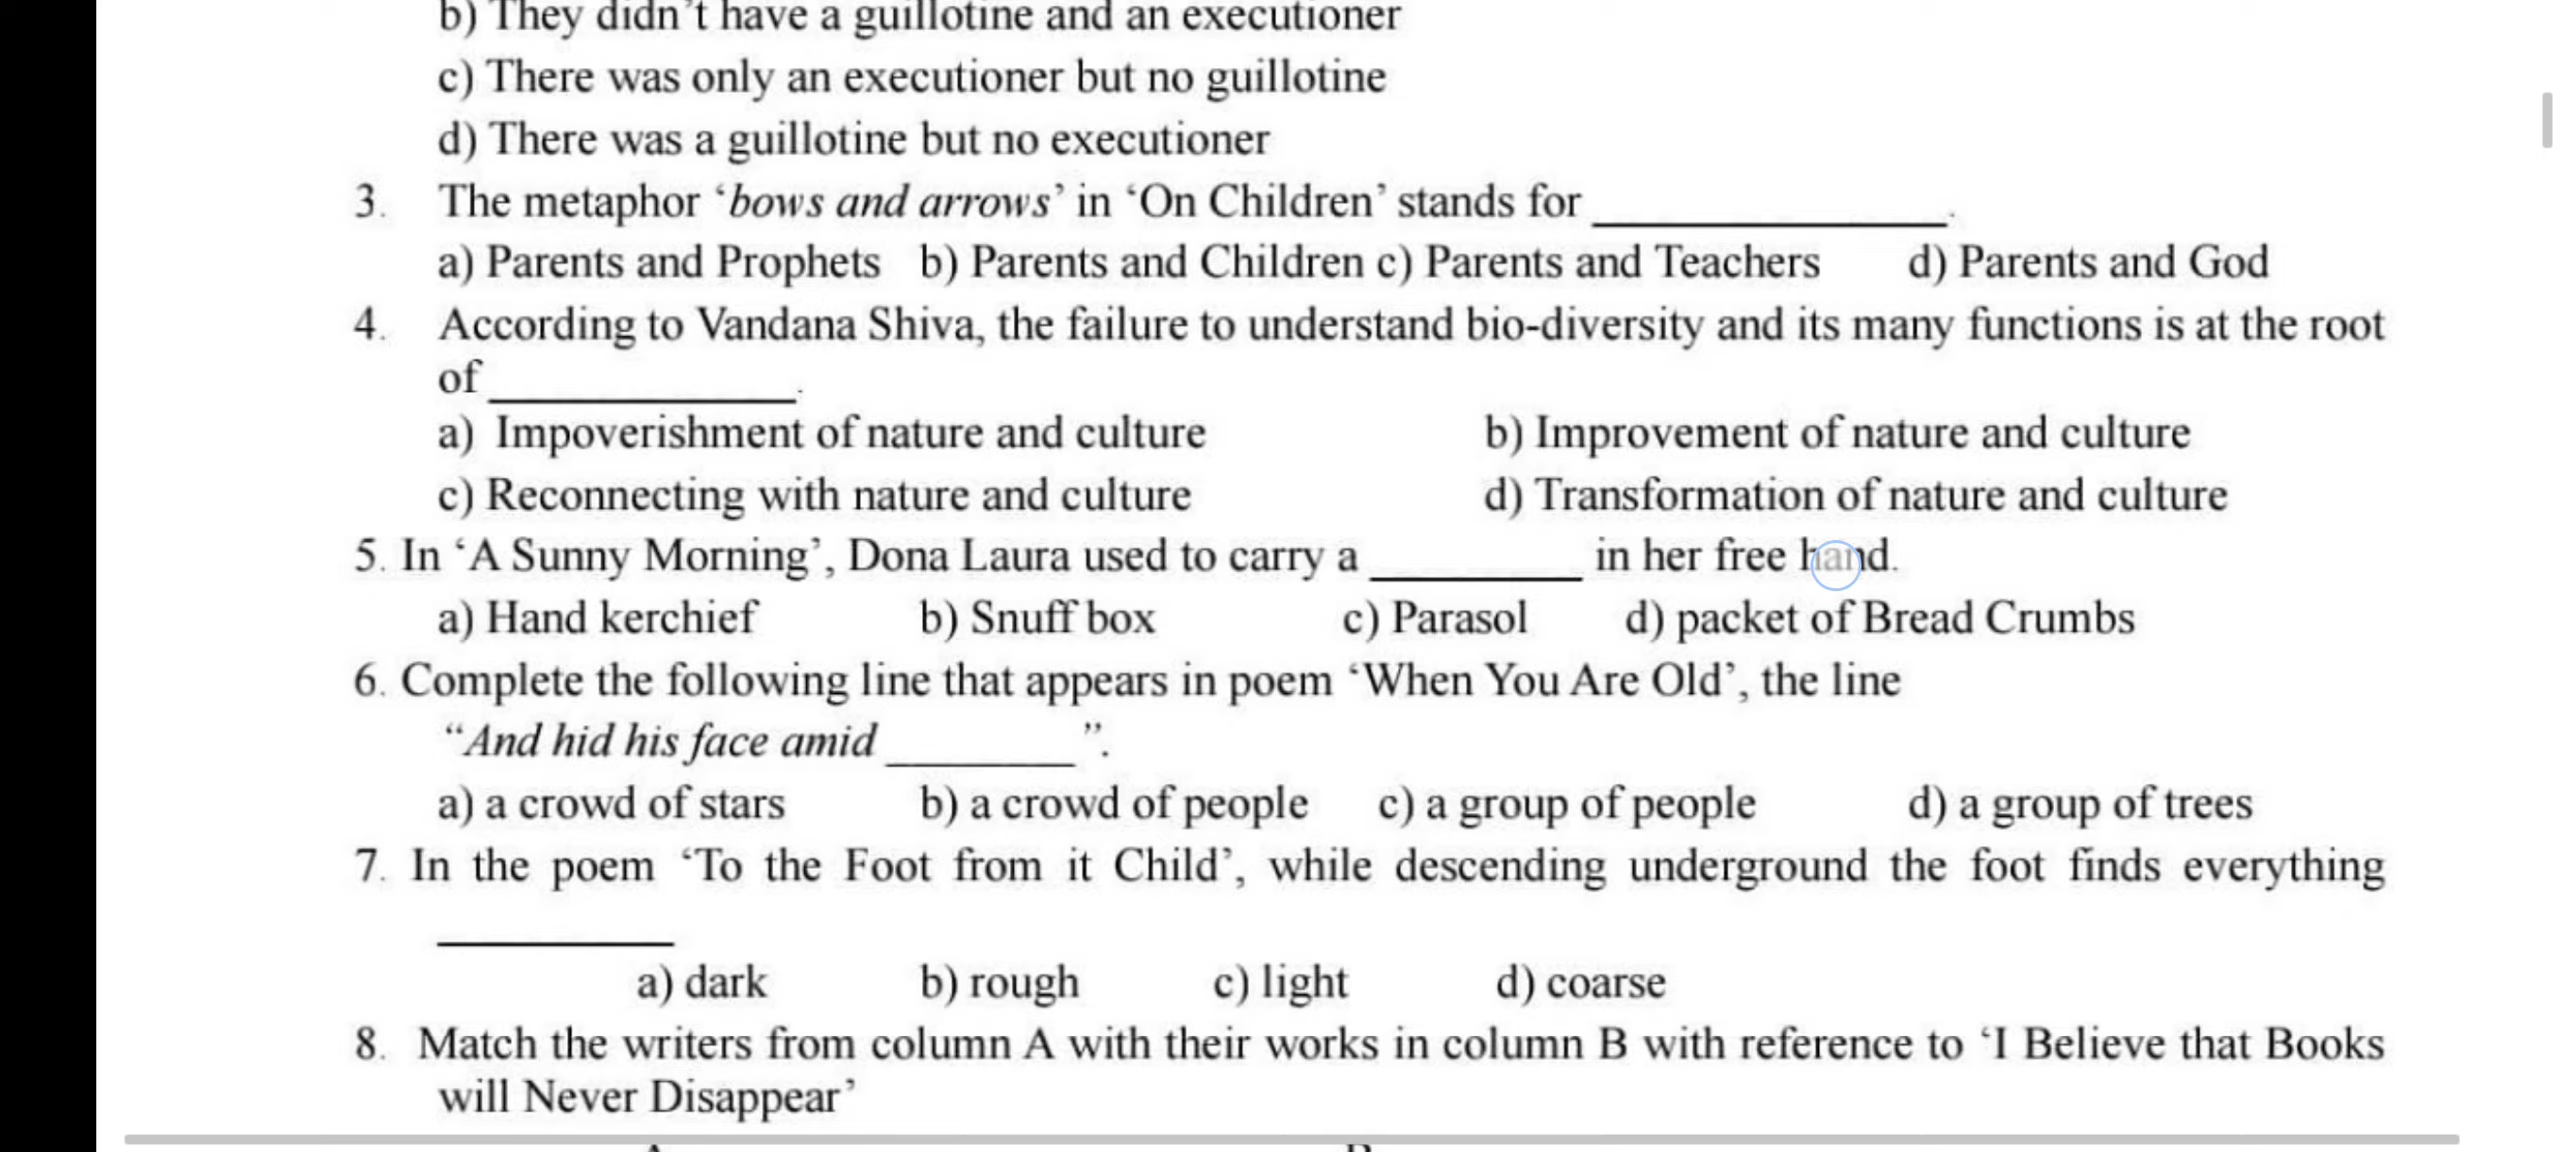 b) They didn't have a guillotine and an executioner
c) There was only an executioner but no guillotine
d) There was a guillotine but no executioner
3. The metaphor ‘bows and arrows’ in ‘On Children’ stands for ____________.
a) Parents and Prophets b) Parents and Children c) Parents and Teachers d) Parents and God
4. According to Vandana Shiva, the failure to understand bio-diversity and its many functions is at the root
of ____________.
a) Impoverishment of nature and culture b) Improvement of nature and culture
c) Reconnecting with nature and culture d) Transformation of nature and culture
5. In ‘A Sunny Morning’, Dona Laura used to carry a ________ in her free hand.
a) Hand kerchief b) Snuff box c) Parasol d) packet of Bread Crumbs
6. Complete the following line that appears in poem ‘When You Are Old’, the line
“And hid his face amid ________”.
a) a crowd of stars b) a crowd of people c) a group of people d) a group of trees
7. In the poem ‘To the Foot from it Child’, while descending underground the foot finds everything
__________
a) dark b) rough c) light d) coarse
8. Match the writers from column A with their works in column B with reference to ‘I Believe that Books
will Never Disappear’